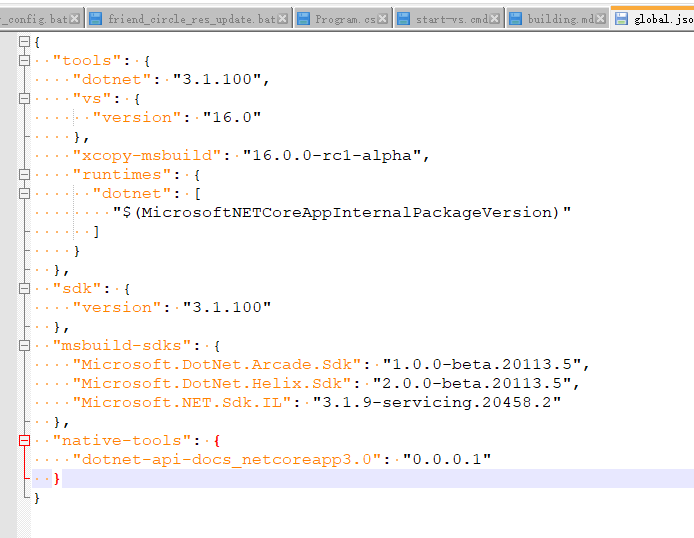 _config.bat friend_circle_res_update.bat Program.cs start-vs.cmd building.md global.jso
{
  "tools": {
    "dotnet": "3.1.100",
    "vs": {
      "version": "16.0"
    },
    "xcopy-msbuild": "16.0.0-rc1-alpha",
    "runtimes": {
      "dotnet": [
        "$(MicrosoftNETCoreAppInternalPackageVersion)"
      ]
    }
  },
  "sdk": {
    "version": "3.1.100"
  },
  "msbuild-sdks": {
    "Microsoft.DotNet.Arcade.Sdk": "1.0.0-beta.20113.5",
    "Microsoft.DotNet.Helix.Sdk": "2.0.0-beta.20113.5",
    "Microsoft.NET.Sdk.IL": "3.1.9-servicing.20458.2"
  },
  "native-tools": {
    "dotnet-api-docs_netcoreapp3.0": "0.0.0.1"
  }
}